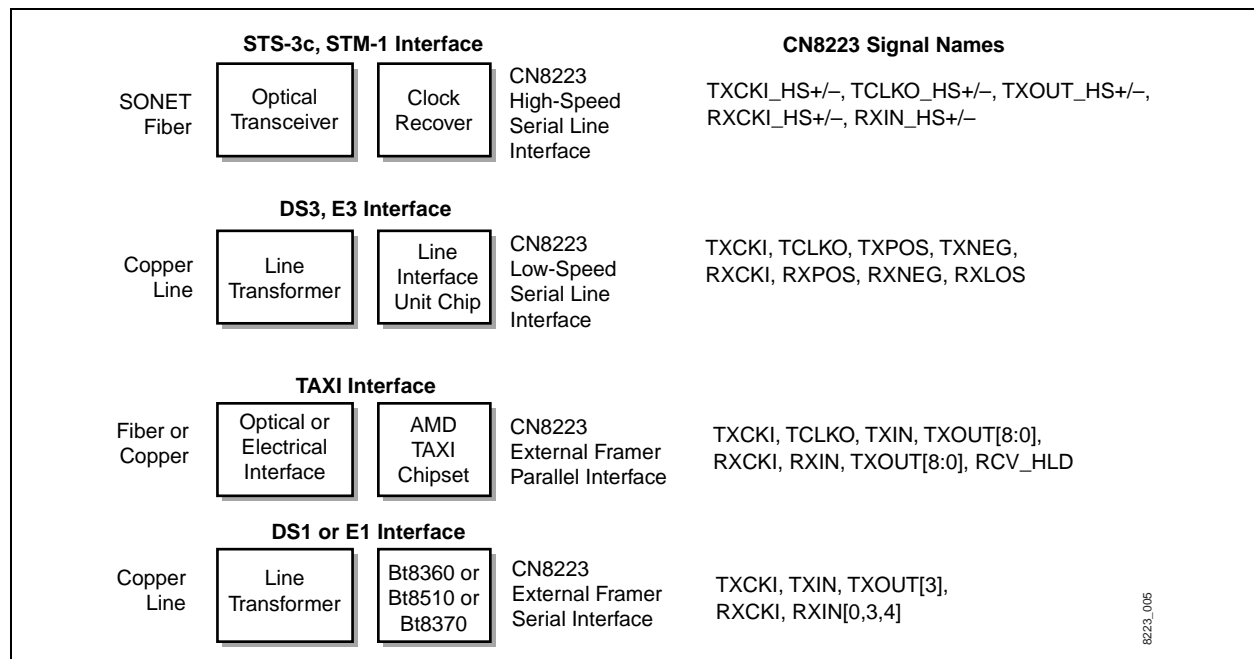 STS-3c, STM-1 Interface
CN8223 Signal Names
SONET
Fiber
Optical
Transceiver
Clock
Recover
CN8223
High-Speed
Serial Line
Interface
TXCKI_HS+/–, TCLKO_HS+/–, TXOUT_HS+/–,
RXCKI_HS+/–, RXIN_HS+/–
DS3, E3 Interface
Copper
Line
Line
Transformer
Line
Interface
Unit Chip
CN8223
Low-Speed
Serial Line
Interface
TXCKI, TCLKO, TXPOS, TXNEG,
RXCKI, RXPOS, RXNEG, RXLOS
TAXI Interface
Fiber or
Copper
Optical or
Electrical
Interface
AMD
TAXI
Chipset
CN8223
External Framer
Parallel Interface
TXCKI, TCLKO, TXIN, TXOUT[8:0],
RXCKI, RXIN, TXOUT[8:0], RCV_HLD
DS1 or E1 Interface
Copper
Line
Line
Transformer
Bt8360 or
Bt8510 or
Bt8370
CN8223
External Framer
Serial Interface
TXCKI, TXIN, TXOUT[3],
RXCKI, RXIN[0,3,4]
8223_005